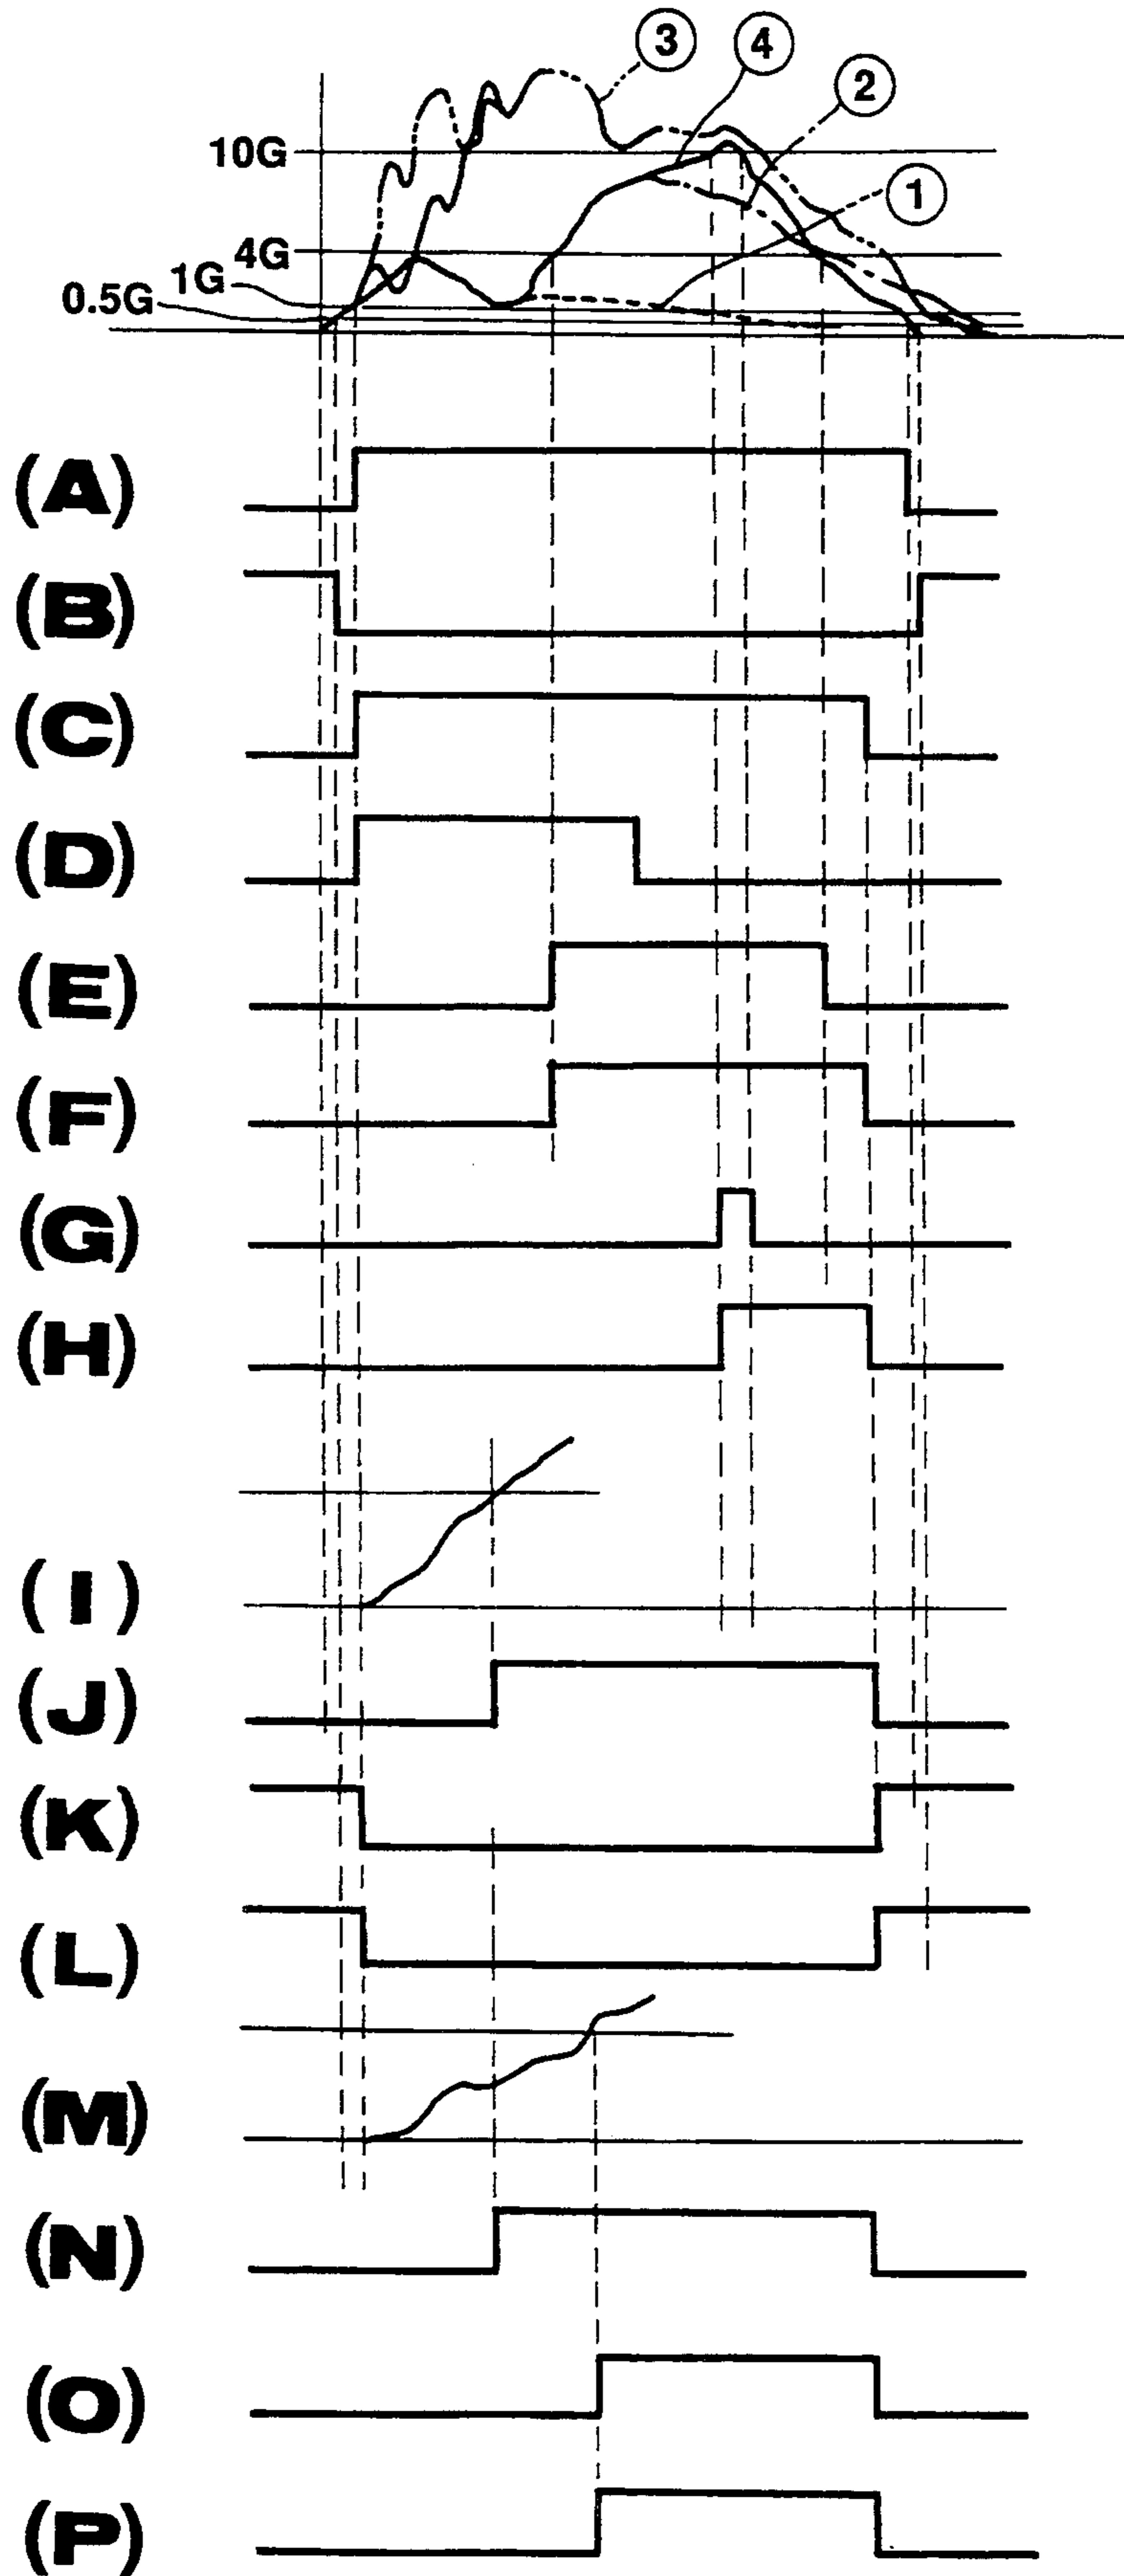 ③
④
②
10G
①
4G
1G
0.5G
(A)
(B)
(C)
(D)
(E)
(F)
(G)
(H)
(I)
(J)
(K)
(L)
(M)
(N)
(O)
(P)